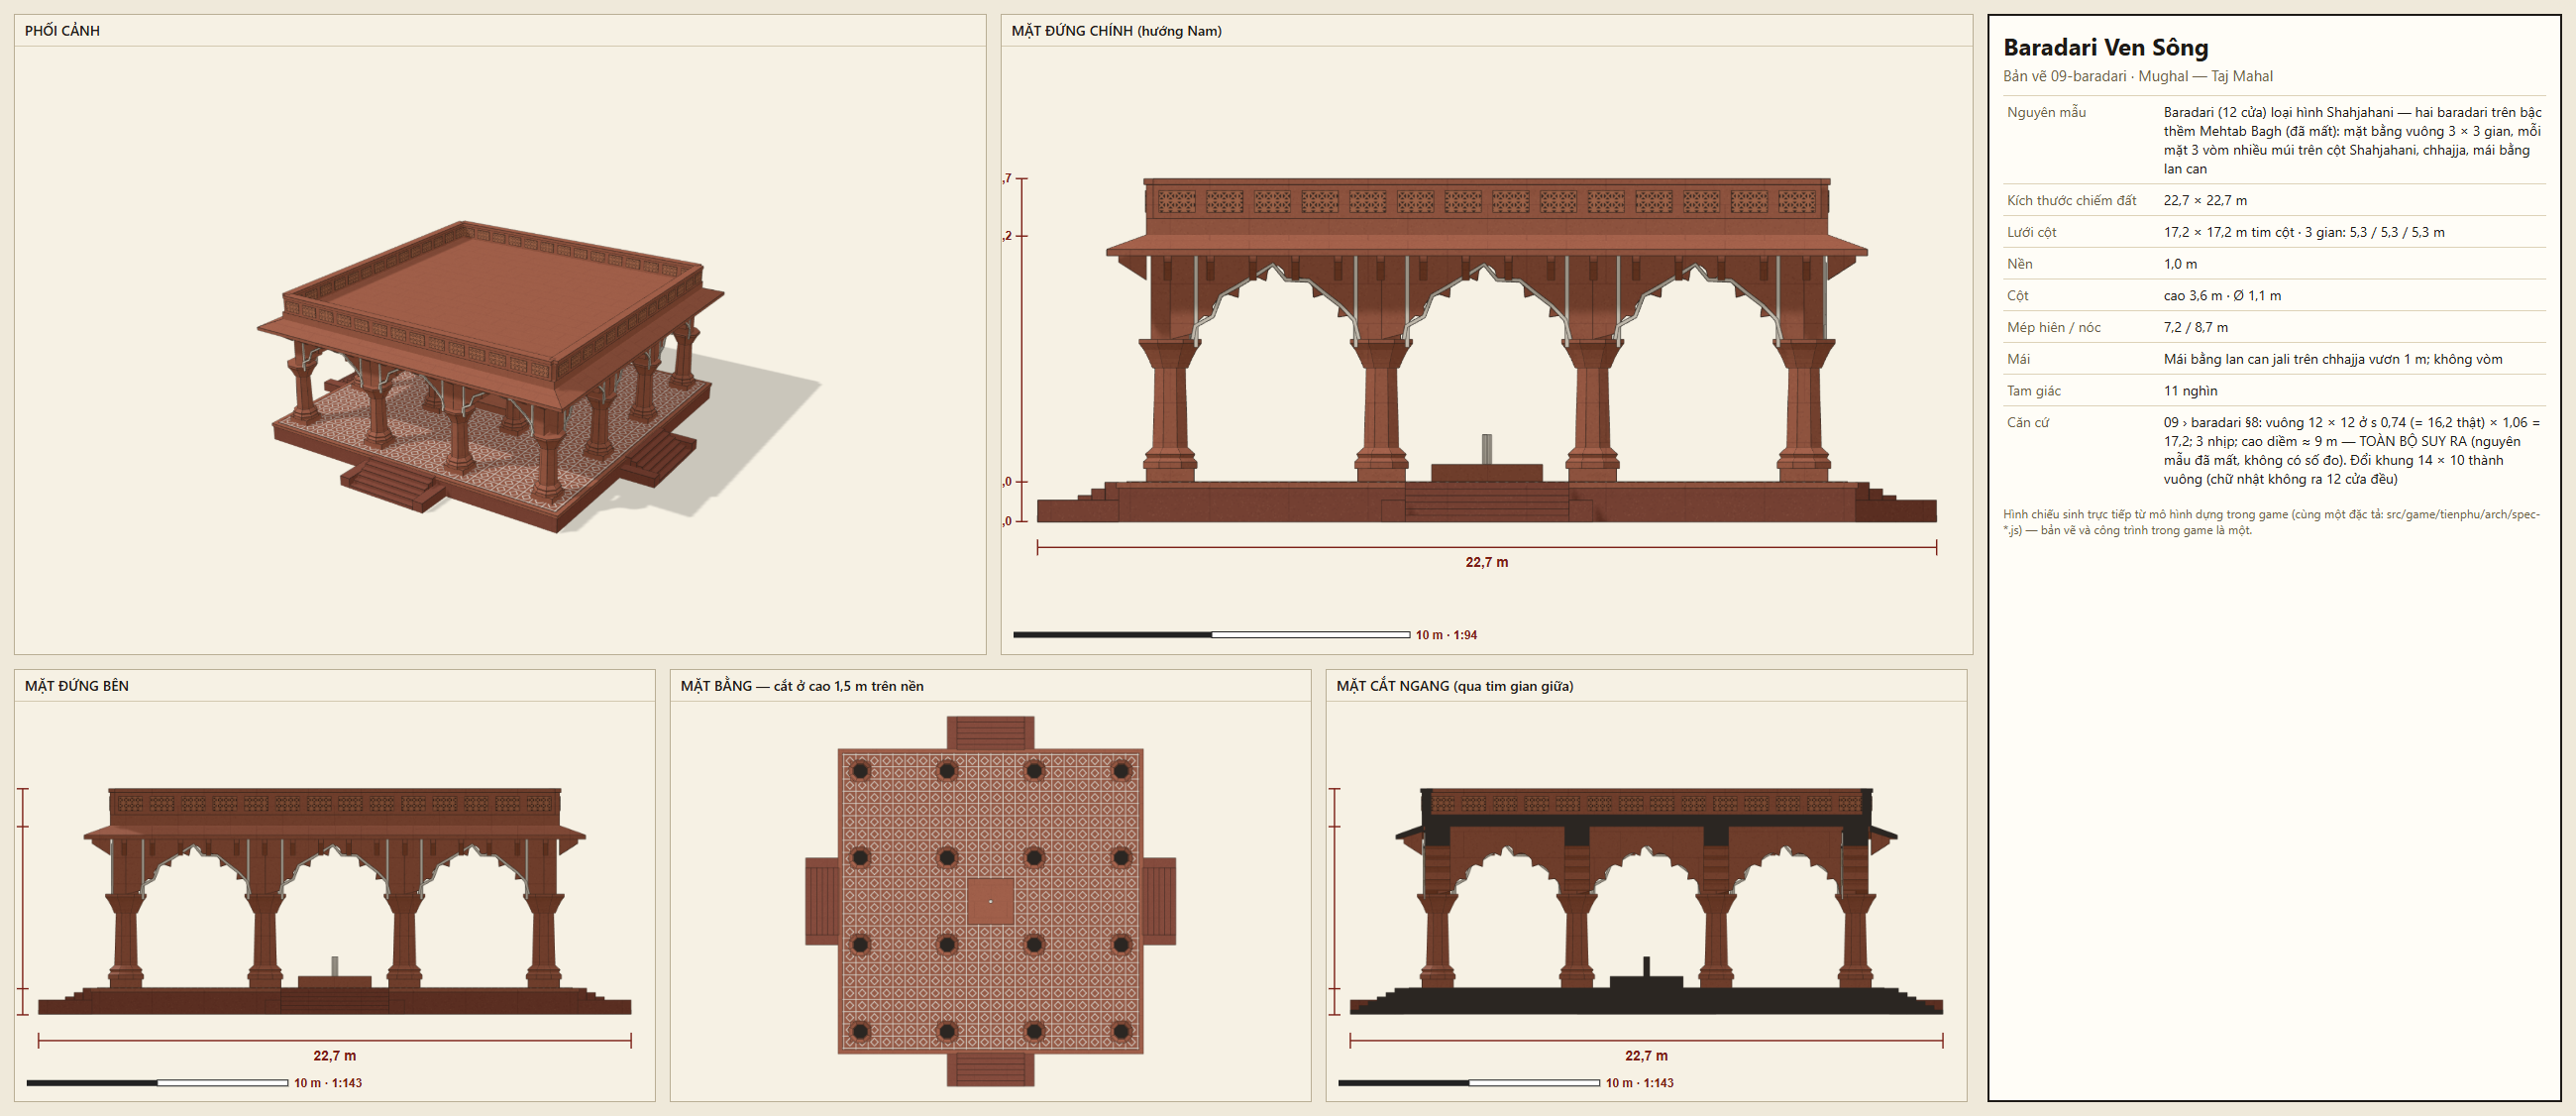 PHỐI CẢNH
MẶT ĐỨNG CHÍNH (hướng Nam)
,7
,2
,0
,0
22,7 m
10 m · 1:94
MẶT ĐỨNG BÊN
22,7 m
10 m · 1:143
MẶT BẰNG — cắt ở cao 1,5 m trên nền
MẶT CẮT NGANG (qua tim gian giữa)
22,7 m
10 m · 1:143
Baradari Ven Sông
Bản vẽ 09-baradari · Mughal — Taj Mahal
Nguyên mẫu
Baradari (12 cửa) loại hình Shahjahani — hai baradari trên bậc
thềm Mehtab Bagh (đã mất): mặt bằng vuông 3 × 3 gian, mỗi
mặt 3 vòm nhiều múi trên cột Shahjahani, chhajja, mái bằng
lan can
Kích thước chiếm đất
22,7 × 22,7 m
Lưới cột
17,2 × 17,2 m tim cột · 3 gian: 5,3 / 5,3 / 5,3 m
Nền
1,0 m
Cột
cao 3,6 m · Ø 1,1 m
Mép hiên / nóc
7,2 / 8,7 m
Mái
Mái bằng lan can jali trên chhajja vươn 1 m; không vòm
Tam giác
11 nghìn
Căn cứ
09 › baradari §8: vuông 12 × 12 ở s 0,74 (= 16,2 thật) × 1,06 =
17,2; 3 nhịp; cao diềm ≈ 9 m — TOÀN BỘ SUY RA (nguyên
mẫu đã mất, không có số đo). Đổi khung 14 × 10 thành
vuông (chữ nhật không ra 12 cửa đều)
Hình chiếu sinh trực tiếp từ mô hình dựng trong game (cùng một đặc tả: src/game/tienphu/arch/spec-
*.js) — bản vẽ và công trình trong game là một.